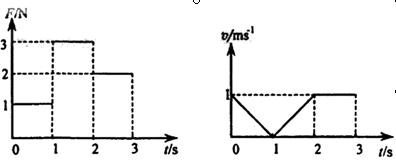 F/N
3
2
1
0 1 2 3 t/s
v/ms⁻¹
1
0 1 2 3 t/s